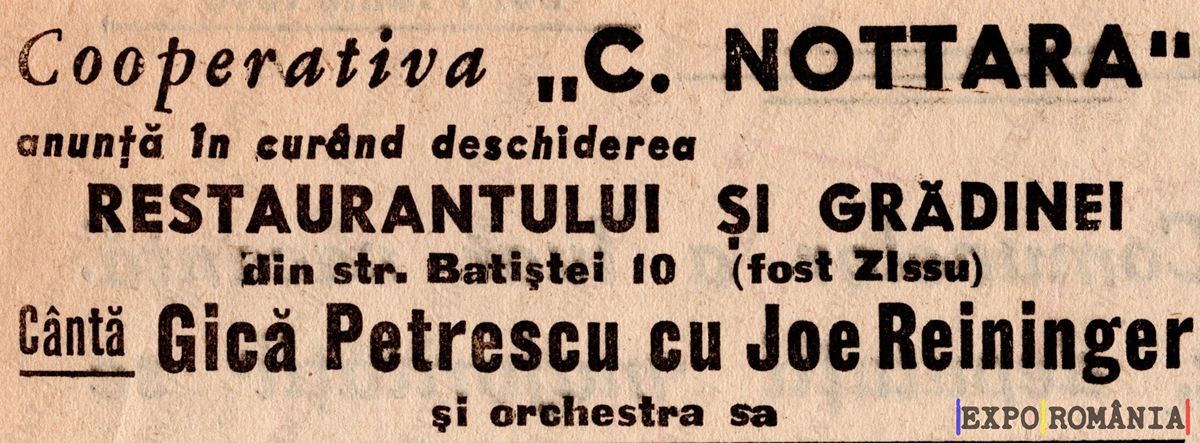 Cooperativa „C. NOTTARA“
anunță în curând deschiderea
RESTAURANTULUI ȘI GRĂDINEI
din str. Batiștei 10 (fost ZIssu)
Cântă Gică Petrescu cu Joe Reininger
și orchestra sa
EXPO ROMÂNIA